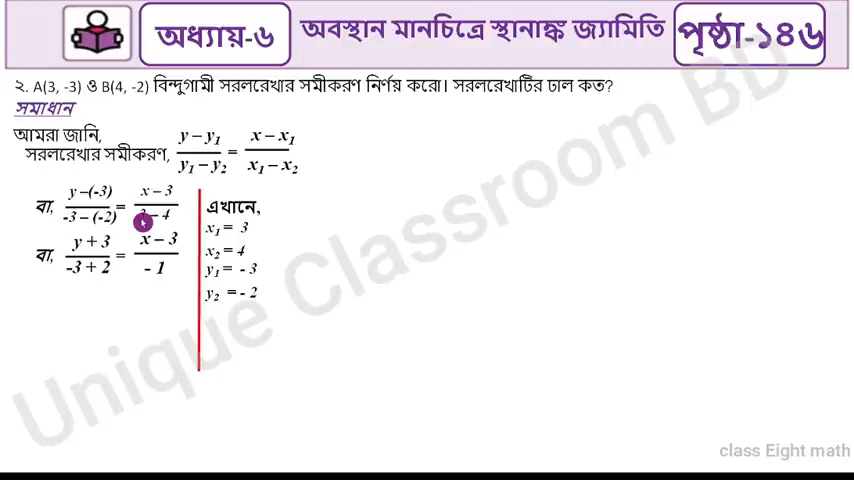 অধ্যায়-৬
অবস্থান মানচিত্রে স্থানাঙ্ক জ্যামিতি
পৃষ্ঠা-১৪৬
২. A(3, -3) ও B(4, -2) বিন্দুগামী সরলরেখার সমীকরণ নির্ণয় করো। সরলরেখাটির ঢাল কত?
সমাধান
আমরা জানি,
সরলরেখার সমীকরণ, (y – y₁)/(y₁ – y₂) = (x – x₁)/(x₁ – x₂)
বা, (y –(-3))/(-3 – (-2)) = (x – 3)/(3 – 4)
বা, (y + 3)/(-3 + 2) = (x – 3)/(- 1)
এখানে,
x₁ = 3
x₂ = 4
y₁ = - 3
y₂ = - 2
Unique Classroom BD
class Eight math